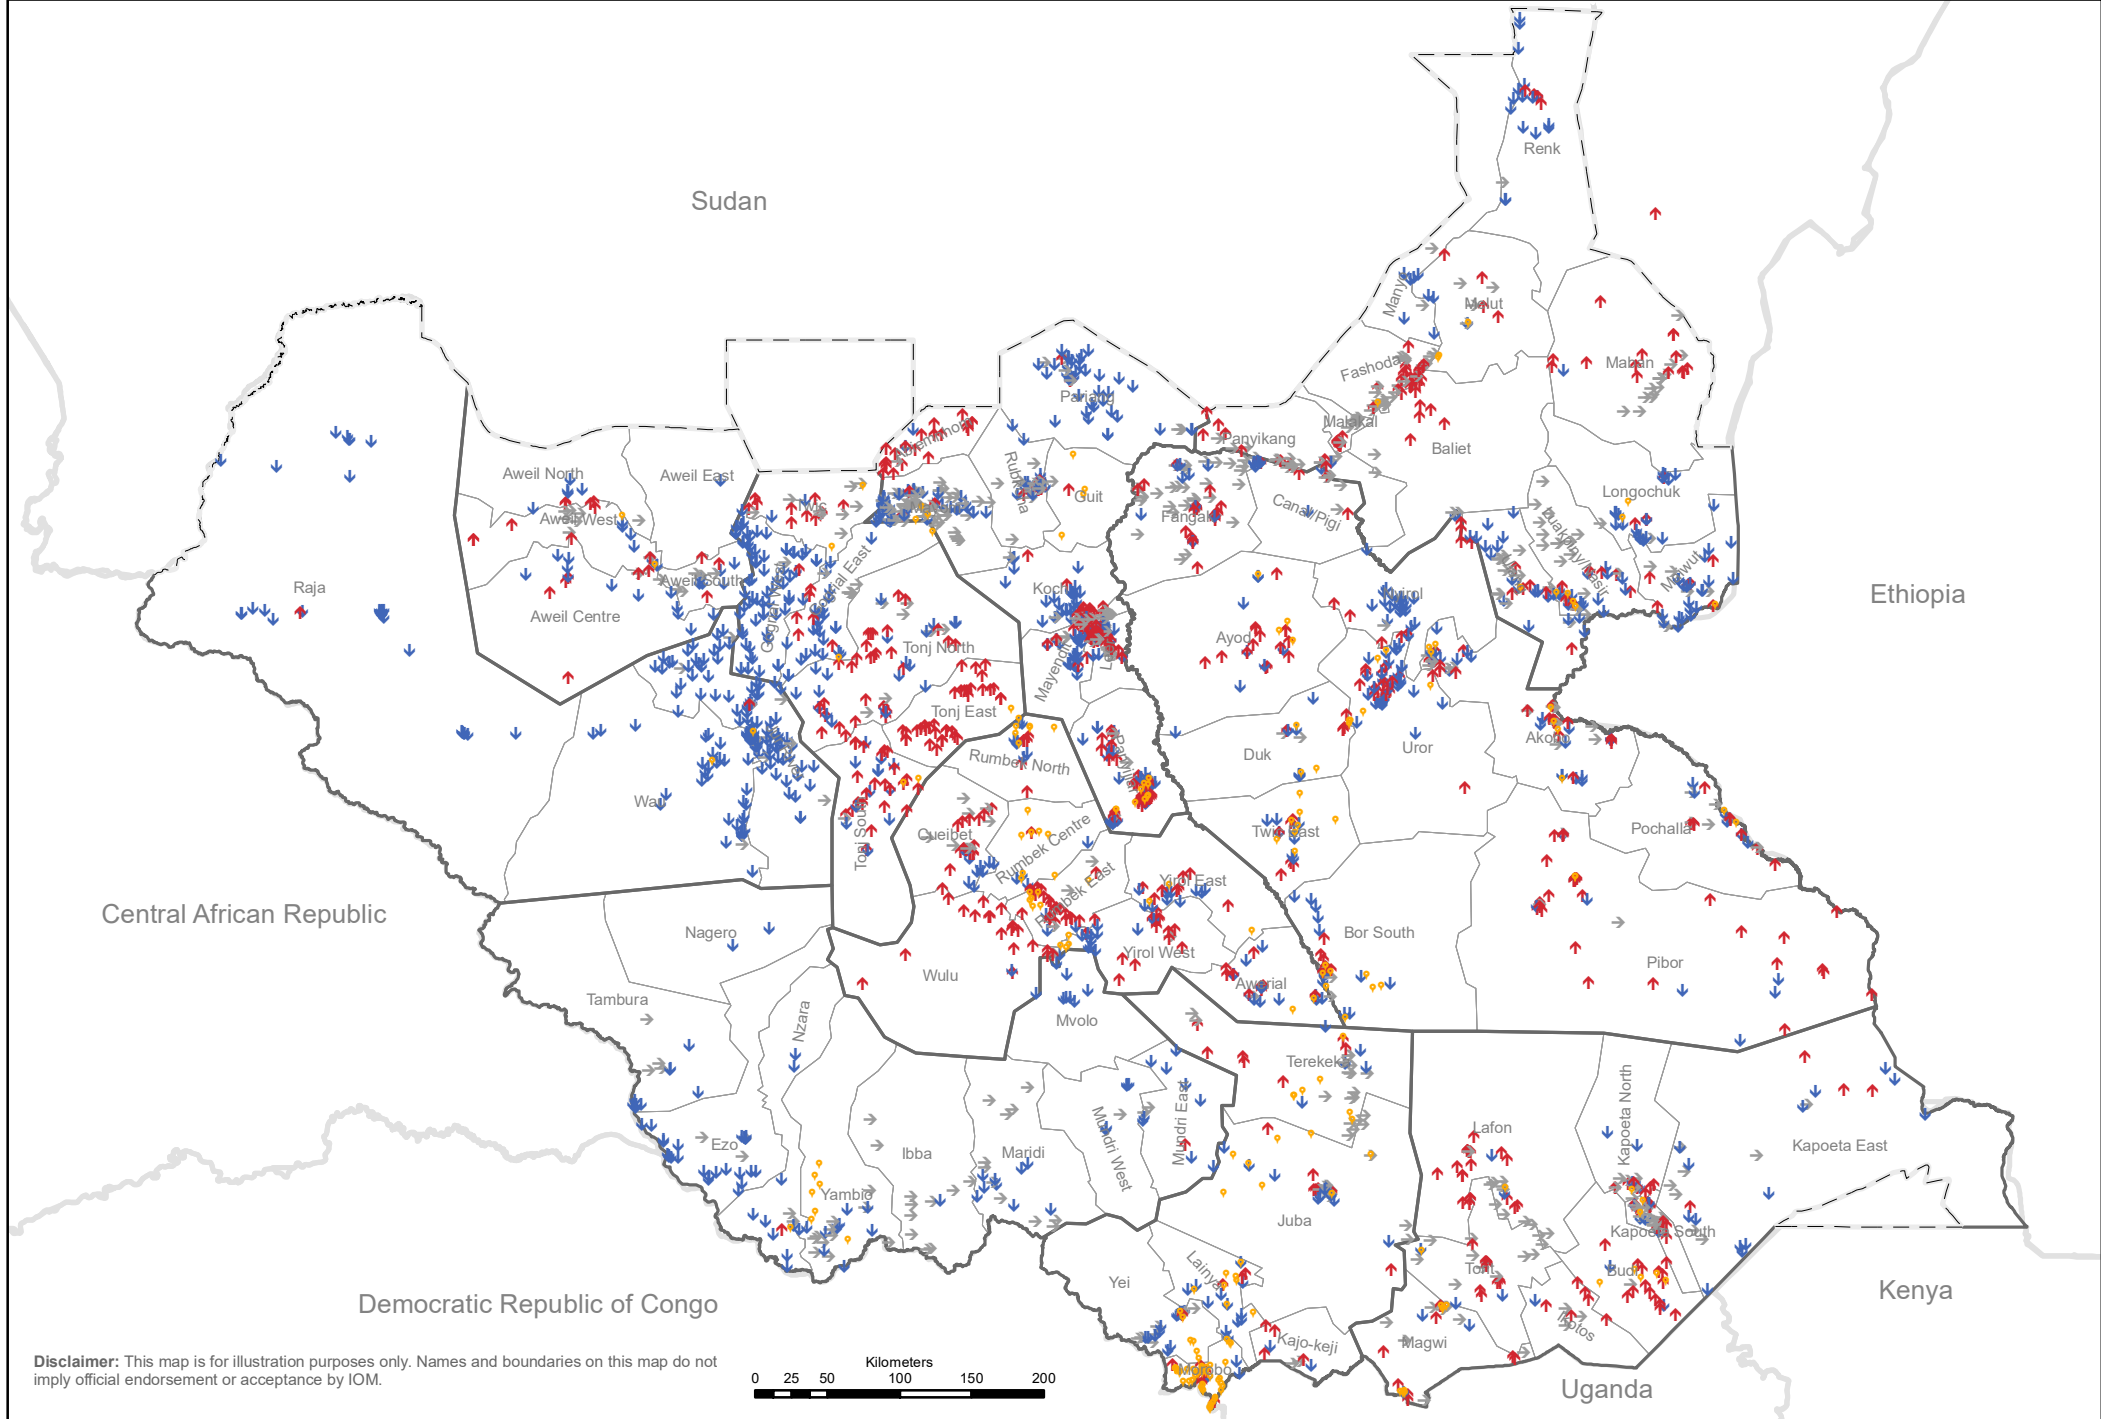 Sudan
Renk
Manyo
Melut
Fashoda
Maban
Malakal
Panyikang
Baliet
Pariang
Abiemnhom
Aweil North
Aweil East
Rubkona
Guit
Longochuk
Twic
Mayom
Aweil West
Fangak
Canal/Pigi
Luakpiny/Nasir
Maiwut
Ulang
Ethiopia
Raja
Aweil South
Gogrial West
Gogrial East
Koch
Nyirol
Aweil Centre
Ayod
Tonj North
Mayendit
Leer
Tonj East
Akobo
Duk
Uror
Panyijiar
Rumbek North
Wau
Jur River
Tonj South
Cueibet
Rumbek Centre
Twic East
Pochalla
Rumbek East
Yirol East
Central African Republic
Nagero
Bor South
Yirol West
Wulu
Pibor
Awerial
Tambura
Nzara
Mvolo
Terekeka
Kapoeta North
Lafon
Mundri East
Mundri West
Ezo
Ibba
Maridi
Kapoeta East
Yambio
Juba
Kapoeta South
Yei
Lainya
Torit
Budi
Kenya
Democratic Republic of Congo
Ikotos
Kajo-keji
Magwi
Morobo
Uganda
Disclaimer: This map is for illustration purposes only. Names and boundaries on this map do not
imply official endorsement or acceptance by IOM.
Kilometers
0 25 50 100 150 200